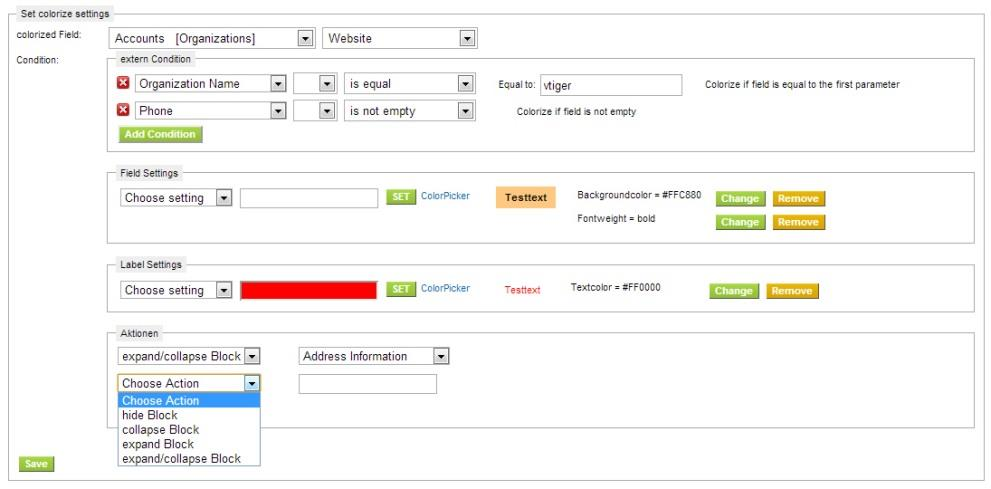 Set colorize settings
colorized Field: Accounts [Organizations] Website
Condition:
extern Condition
Organization Name is equal Equal to: vtiger Colorize if field is equal to the first parameter
Phone is not empty Colorize if field is not empty
Add Condition
Field Settings
Choose setting SET ColorPicker Testtext Backgroundcolor = #FFC880 Change Remove
Fontweight = bold Change Remove
Label Settings
Choose setting SET ColorPicker Testtext Textcolor = #FF0000 Change Remove
Aktionen
expand/collapse Block Address Information
Choose Action
Choose Action
hide Block
collapse Block
expand Block
expand/collapse Block
Save